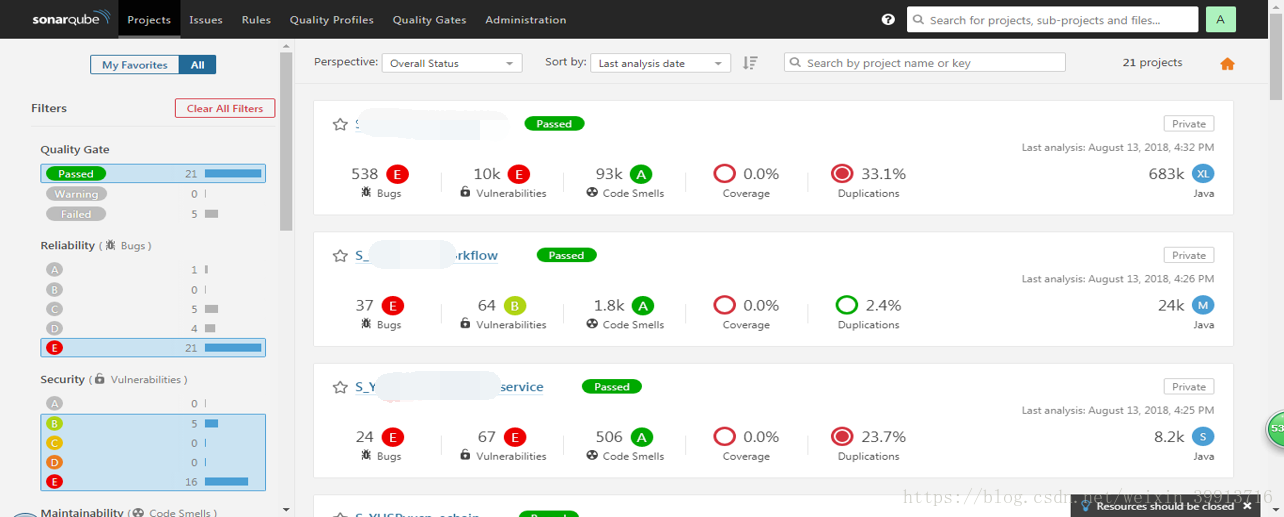 sonarqube Projects Issues Rules Quality Profiles Quality Gates Administration ? Search for projects, sub-projects and files... A
My Favorites All Perspective: Overall Status Sort by: Last analysis date Search by project name or key 21 projects
Filters Clear All Filters
Quality Gate
Passed 21
Warning 0
Failed 5
Reliability ( Bugs )
A 1
B 0
C 5
D 4
E 21
Security ( Vulnerabilities )
A 0
B 5
C 0
D 0
E 16
Maintainability ( Code Smells )
Passed Private
Last analysis: August 13, 2018, 4:32 PM
538 E 10k E 93k A 0.0% 33.1% 683k XL
Bugs Vulnerabilities Code Smells Coverage Duplications Java
S_ rkflow Passed Private
Last analysis: August 13, 2018, 4:26 PM
37 E 64 B 1.8k A 0.0% 2.4% 24k M
Bugs Vulnerabilities Code Smells Coverage Duplications Java
S_Y service Passed Private
Last analysis: August 13, 2018, 4:25 PM
24 E 67 E 506 A 0.0% 23.7% 8.2k S
Bugs Vulnerabilities Code Smells Coverage Duplications Java
53
Passed
https://blog.csdn.net/weixin_39913716
Resources should be closed ×